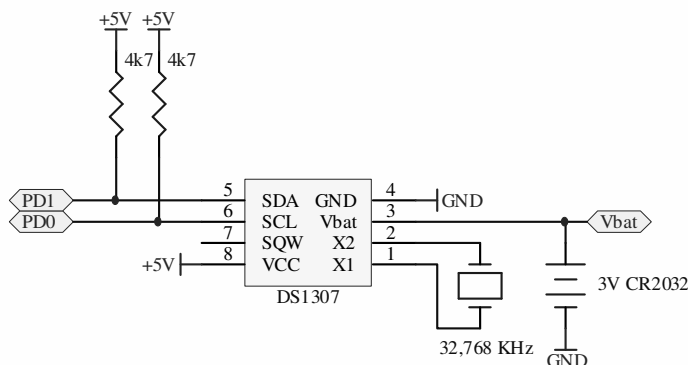 +5V +5V
4k7 4k7
PD1 5 SDA GND 4 GND
PD0 6 SCL Vbat 3 Vbat
7 SQW X2 2
+5V 8 VCC X1 1
3V CR2032
DS1307
32,768 KHz
GND